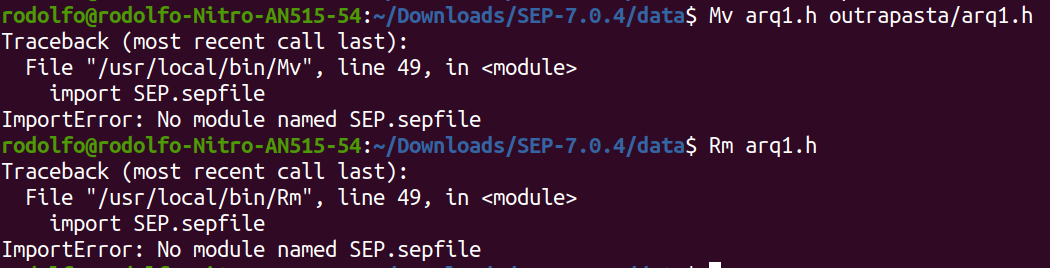 rodolfo@rodolfo-Nitro-AN515-54:~/Downloads/SEP-7.0.4/data$ Mv arq1.h outrapasta/arq1.h
Traceback (most recent call last):
  File "/usr/local/bin/Mv", line 49, in <module>
    import SEP.sepfile
ImportError: No module named SEP.sepfile
rodolfo@rodolfo-Nitro-AN515-54:~/Downloads/SEP-7.0.4/data$ Rm arq1.h
Traceback (most recent call last):
  File "/usr/local/bin/Rm", line 49, in <module>
    import SEP.sepfile
ImportError: No module named SEP.sepfile